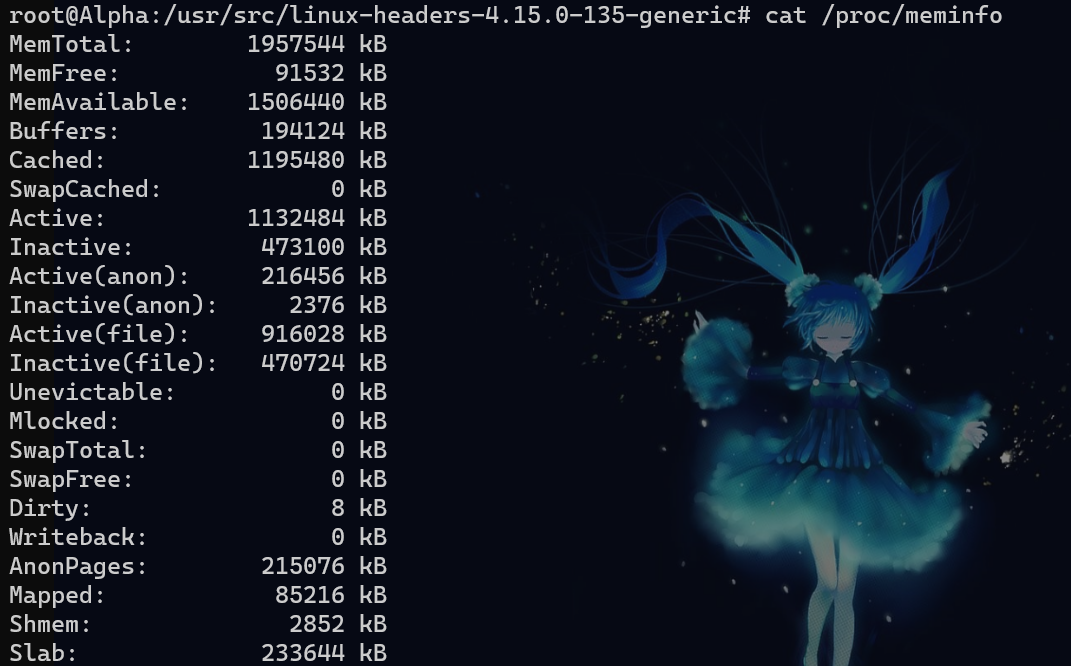 root@Alpha:/usr/src/linux-headers-4.15.0-135-generic# cat /proc/meminfo
MemTotal:        1957544 kB
MemFree:           91532 kB
MemAvailable:    1506440 kB
Buffers:          194124 kB
Cached:          1195480 kB
SwapCached:            0 kB
Active:          1132484 kB
Inactive:         473100 kB
Active(anon):     216456 kB
Inactive(anon):     2376 kB
Active(file):     916028 kB
Inactive(file):   470724 kB
Unevictable:           0 kB
Mlocked:               0 kB
SwapTotal:             0 kB
SwapFree:              0 kB
Dirty:                 8 kB
Writeback:             0 kB
AnonPages:        215076 kB
Mapped:            85216 kB
Shmem:              2852 kB
Slab:             233644 kB